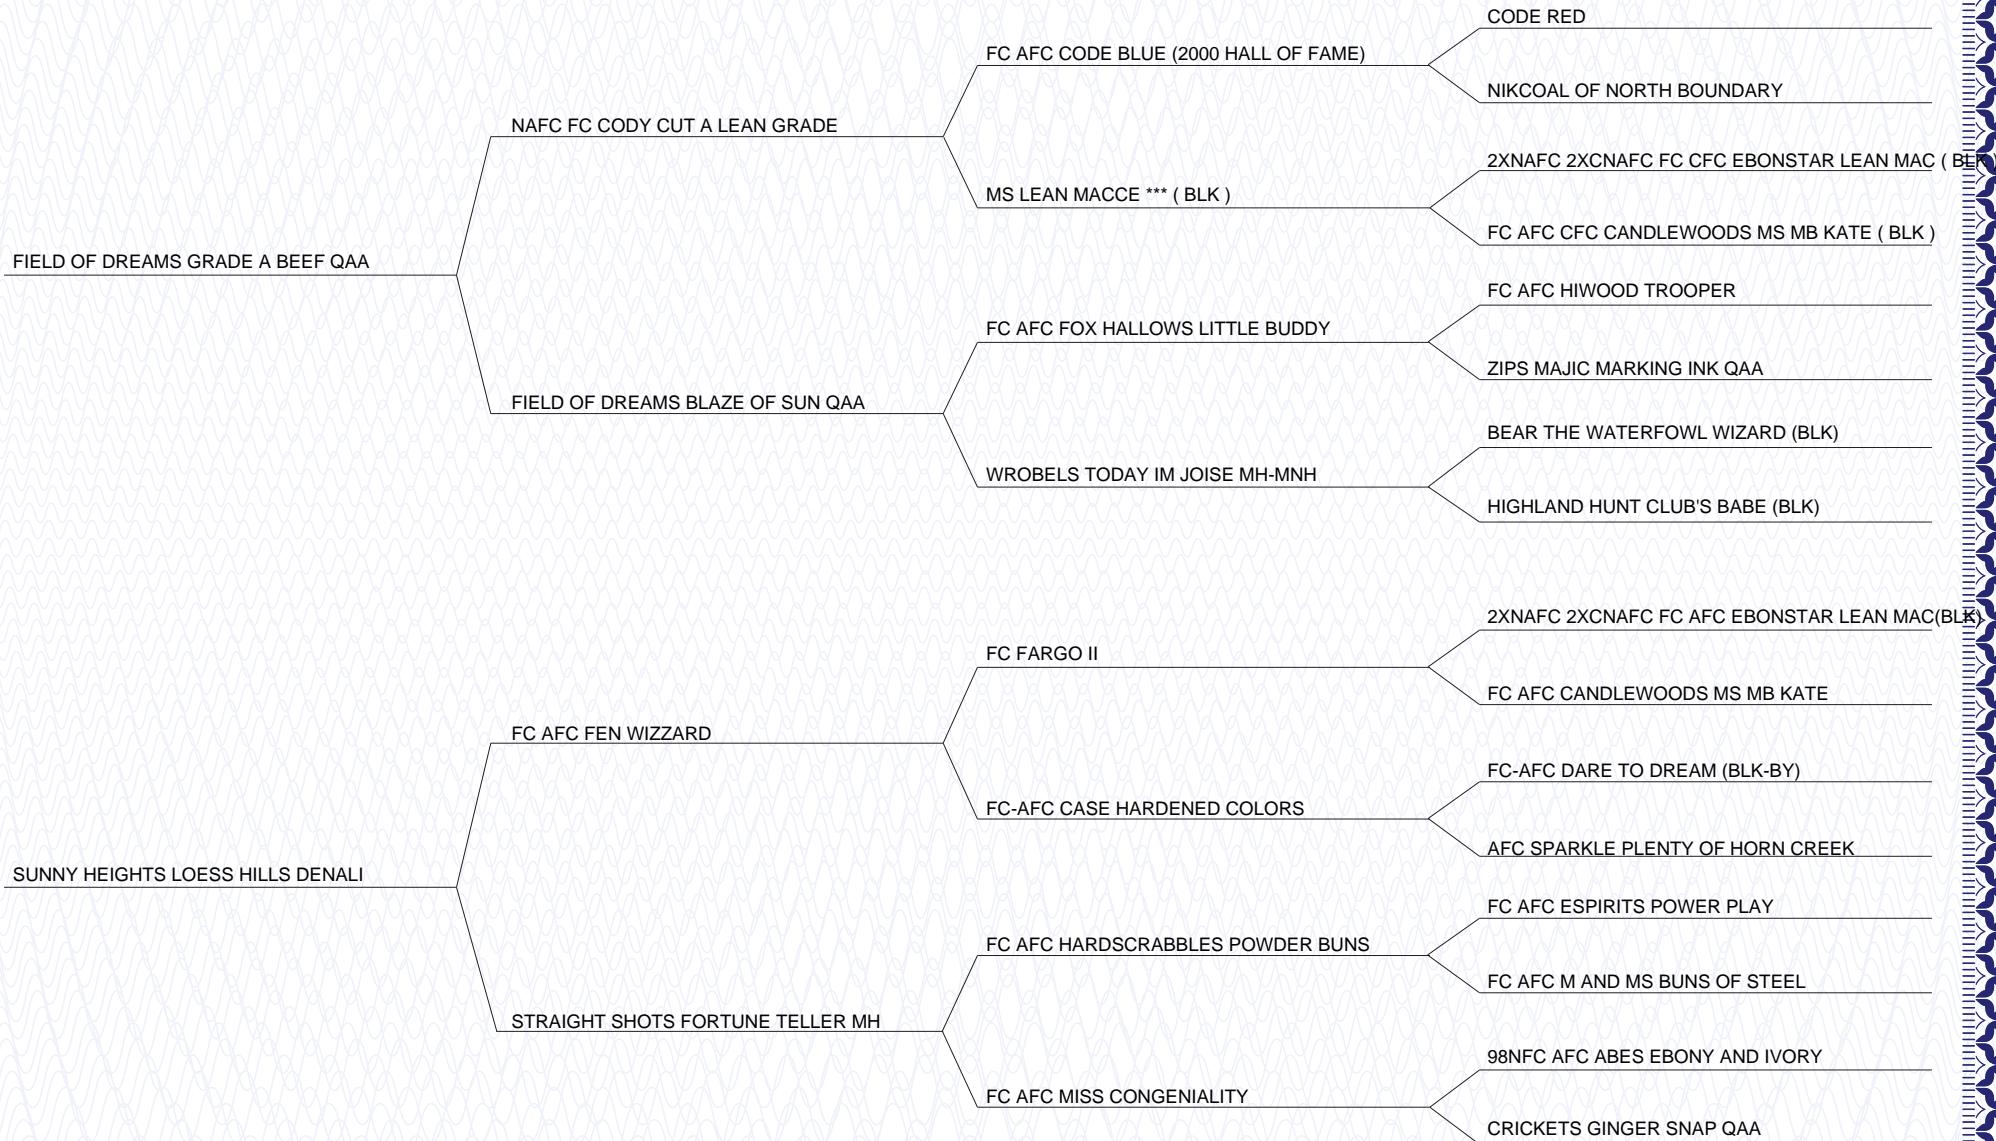 CODE RED
FC AFC CODE BLUE (2000 HALL OF FAME)
NIKCOAL OF NORTH BOUNDARY
NAFC FC CODY CUT A LEAN GRADE
2XNAFC 2XCNAFC FC CFC EBONSTAR LEAN MAC ( BLK )
MS LEAN MACCE *** ( BLK )
FC AFC CFC CANDLEWOODS MS MB KATE ( BLK )
FIELD OF DREAMS GRADE A BEEF QAA
FC AFC HIWOOD TROOPER
FC AFC FOX HALLOWS LITTLE BUDDY
ZIPS MAJIC MARKING INK QAA
FIELD OF DREAMS BLAZE OF SUN QAA
BEAR THE WATERFOWL WIZARD (BLK)
WROBELS TODAY IM JOISE MH-MNH
HIGHLAND HUNT CLUB'S BABE (BLK)
2XNAFC 2XCNAFC FC AFC EBONSTAR LEAN MAC(BLK)
FC FARGO II
FC AFC CANDLEWOODS MS MB KATE
FC AFC FEN WIZZARD
FC-AFC DARE TO DREAM (BLK-BY)
FC-AFC CASE HARDENED COLORS
AFC SPARKLE PLENTY OF HORN CREEK
SUNNY HEIGHTS LOESS HILLS DENALI
FC AFC ESPIRITS POWER PLAY
FC AFC HARDSCRABBLES POWDER BUNS
FC AFC M AND MS BUNS OF STEEL
STRAIGHT SHOTS FORTUNE TELLER MH
98NFC AFC ABES EBONY AND IVORY
FC AFC MISS CONGENIALITY
CRICKETS GINGER SNAP QAA